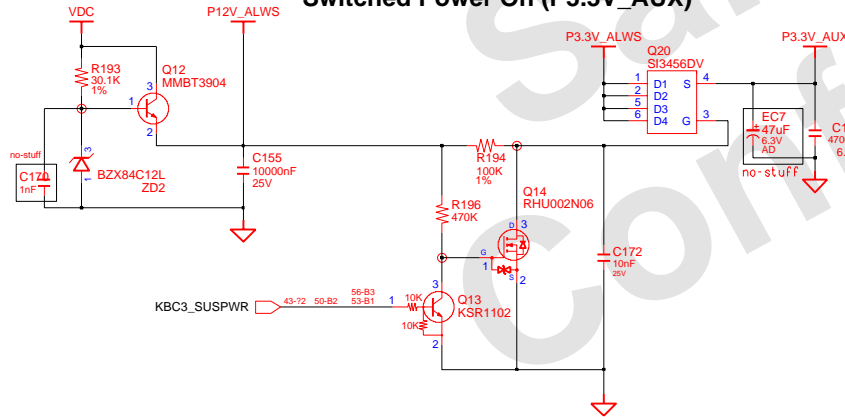 Switched Power On (P3.3V_AUX)
VDC
P12V_ALWS
P3.3V_ALWS
P3.3V_AUX
R193
30.1K
1%
Q12
MMBT3904
3
1
2
no-stuff
C170
1nF
3
1
BZX84C12L
ZD2
C155
10000nF
25V
R194
100K
1%
R196
470K
Q14
RHU002N06
D
3
G
1
S
2
Q20
SI3456DV
1 D1
2 D2
5 D3
6 D4
S 4
G 3
EC7
47uF
6.3V
AD
no-stuff
C172
10nF
25V
KBC3_SUSPWR
43-?2 50-B2
56-B3
53-B1
1
10K
10K
3
Q13
KSR1102
2